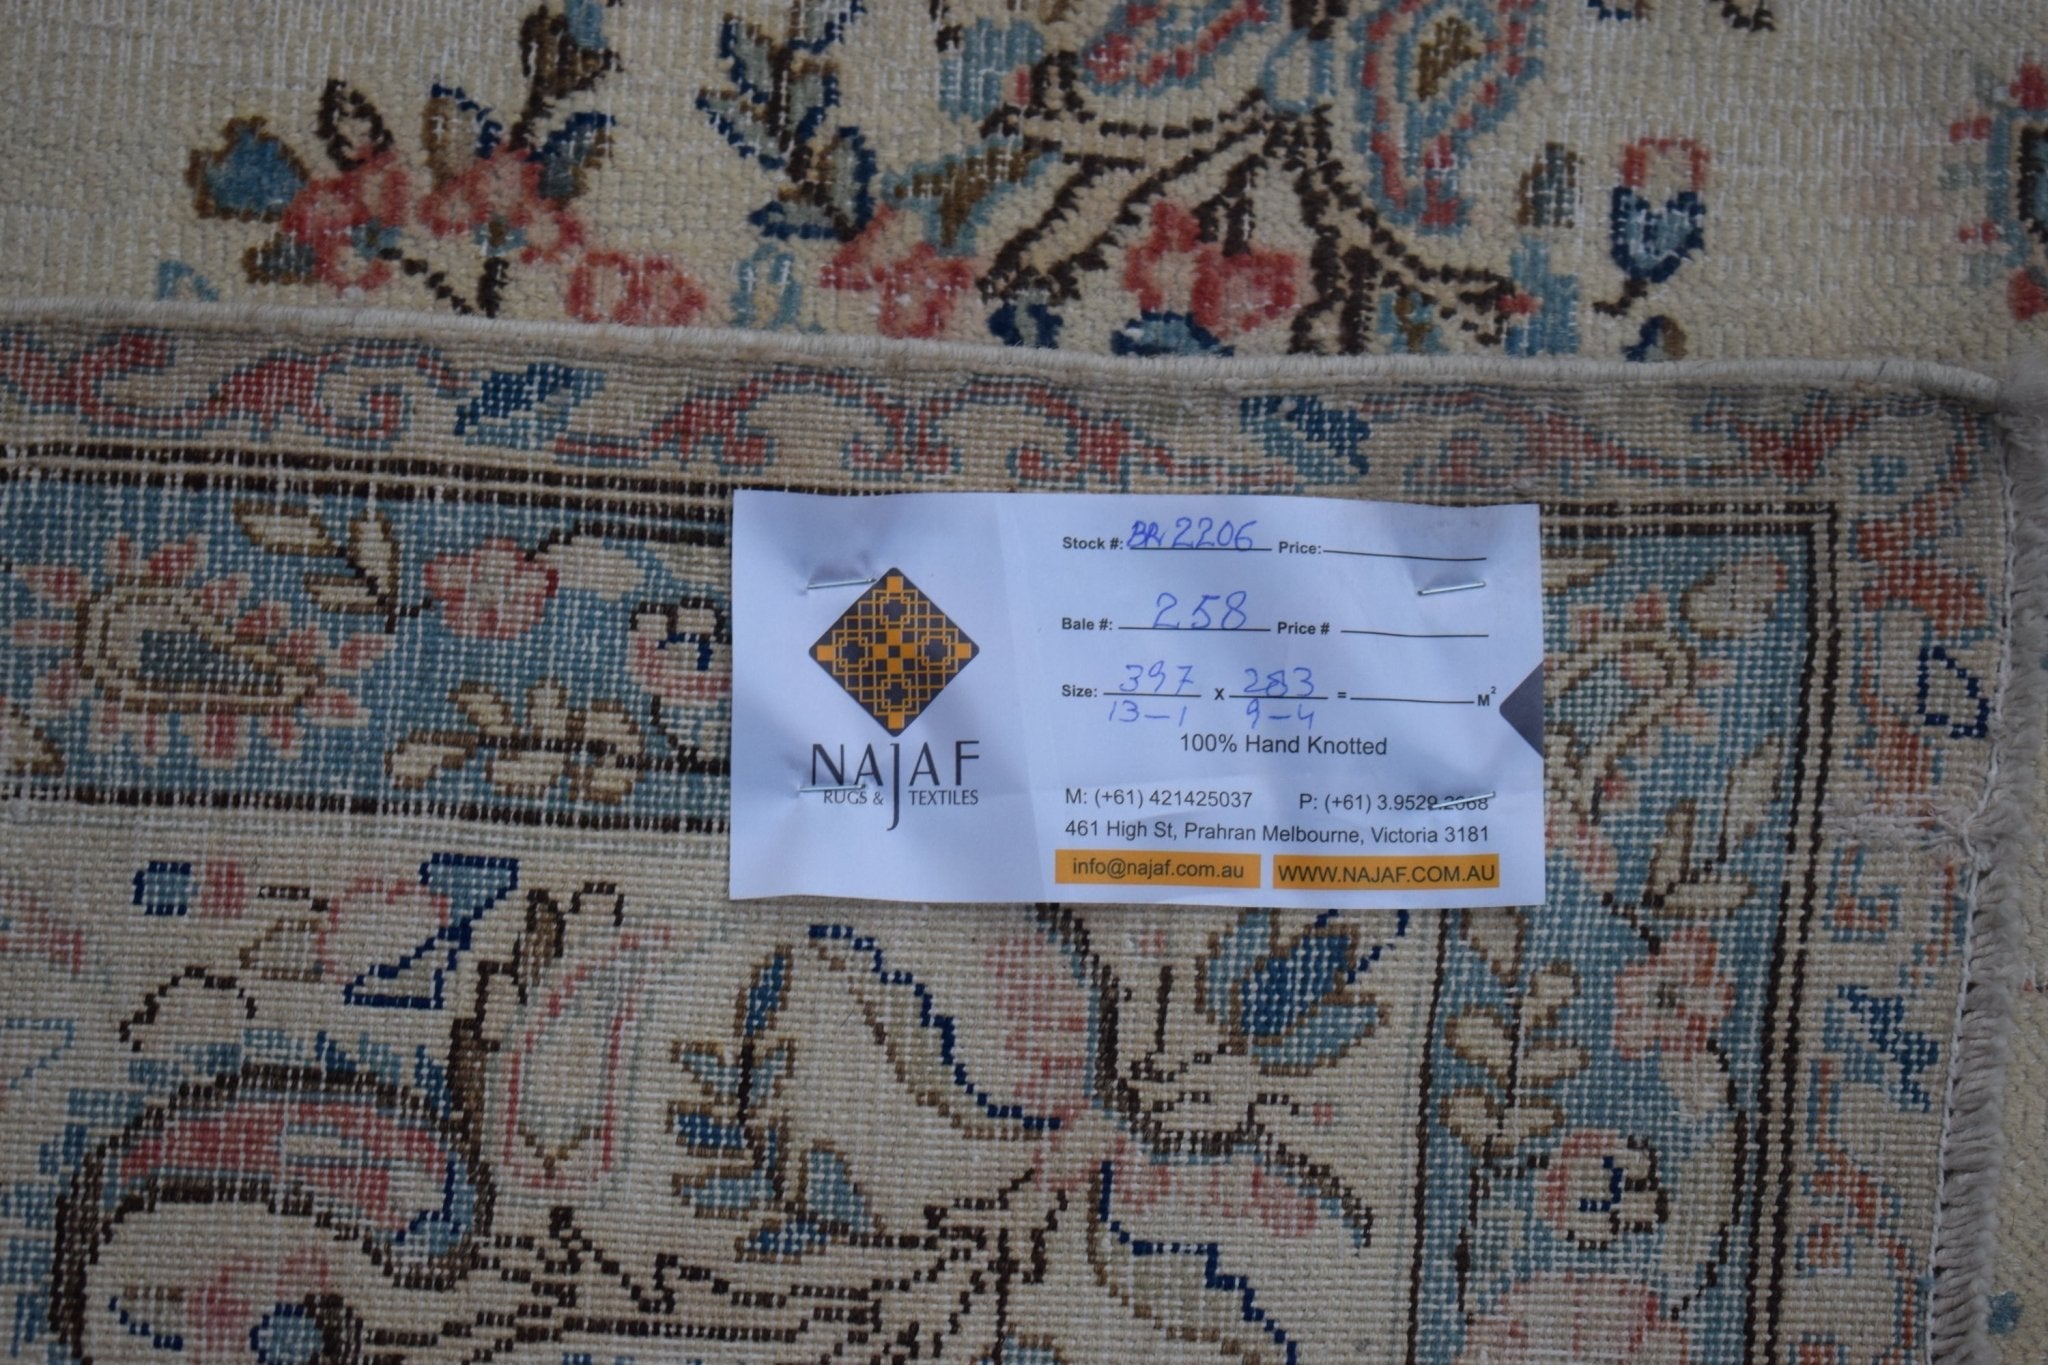 NAJAF
RUGS & TEXTILES
Stock #: BR 2206 Price:
Bale #: 258 Price #
Size: 397 X 283 = M²
13-1 9-4
100% Hand Knotted
M: (+61) 421425037 P: (+61) 3.9529.2068
461 High St, Prahran Melbourne, Victoria 3181
info@najaf.com.au WWW.NAJAF.COM.AU